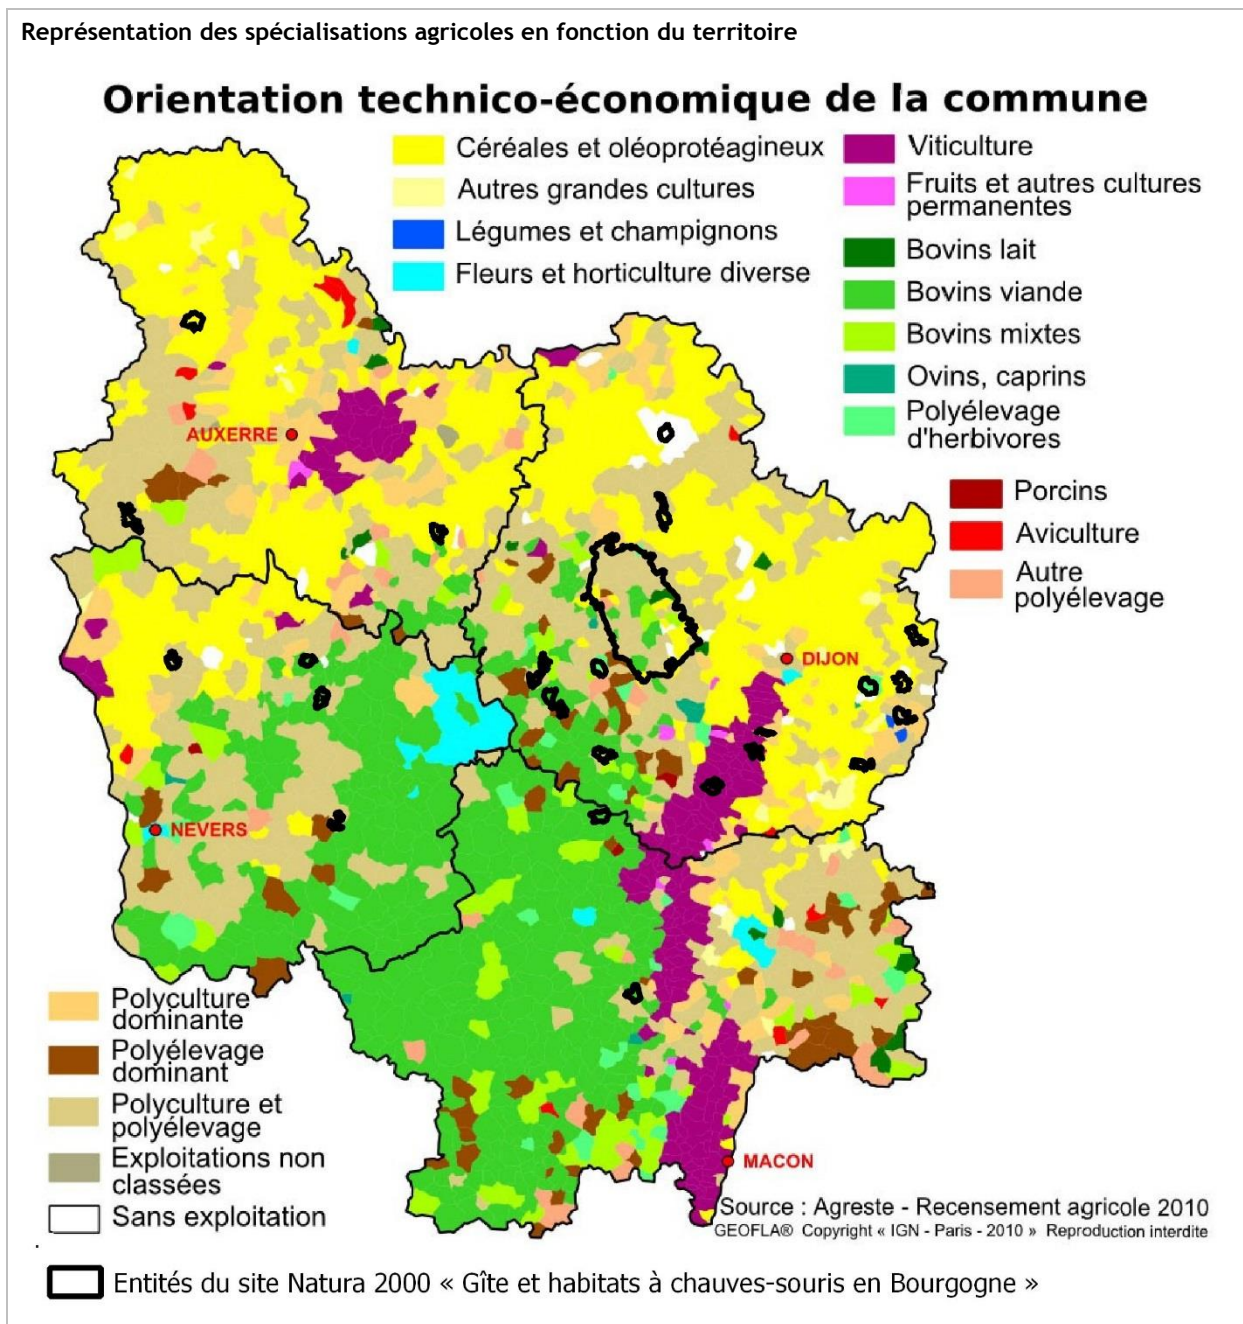 Représentation des spécialisations agricoles en fonction du territoire
Orientation technico-économique de la commune
Céréales et oléoprotéagineux
Autres grandes cultures
Légumes et champignons
Fleurs et horticulture diverse
Viticulture
Fruits et autres cultures
permanentes
Bovins lait
Bovins viande
Bovins mixtes
Ovins, caprins
Polyélevage
d'herbivores
Porcins
Aviculture
Autre
polyélevage
AUXERRE
DIJON
NEVERS
MACON
Polyculture
dominante
Polyélevage
dominant
Polyculture et
polyélevage
Exploitations non
classées
Sans exploitation
Source : Agreste - Recensement agricole 2010
GEOFLA® Copyright « IGN - Paris - 2010 » Reproduction interdite
.
Entités du site Natura 2000 « Gîte et habitats à chauves-souris en Bourgogne »